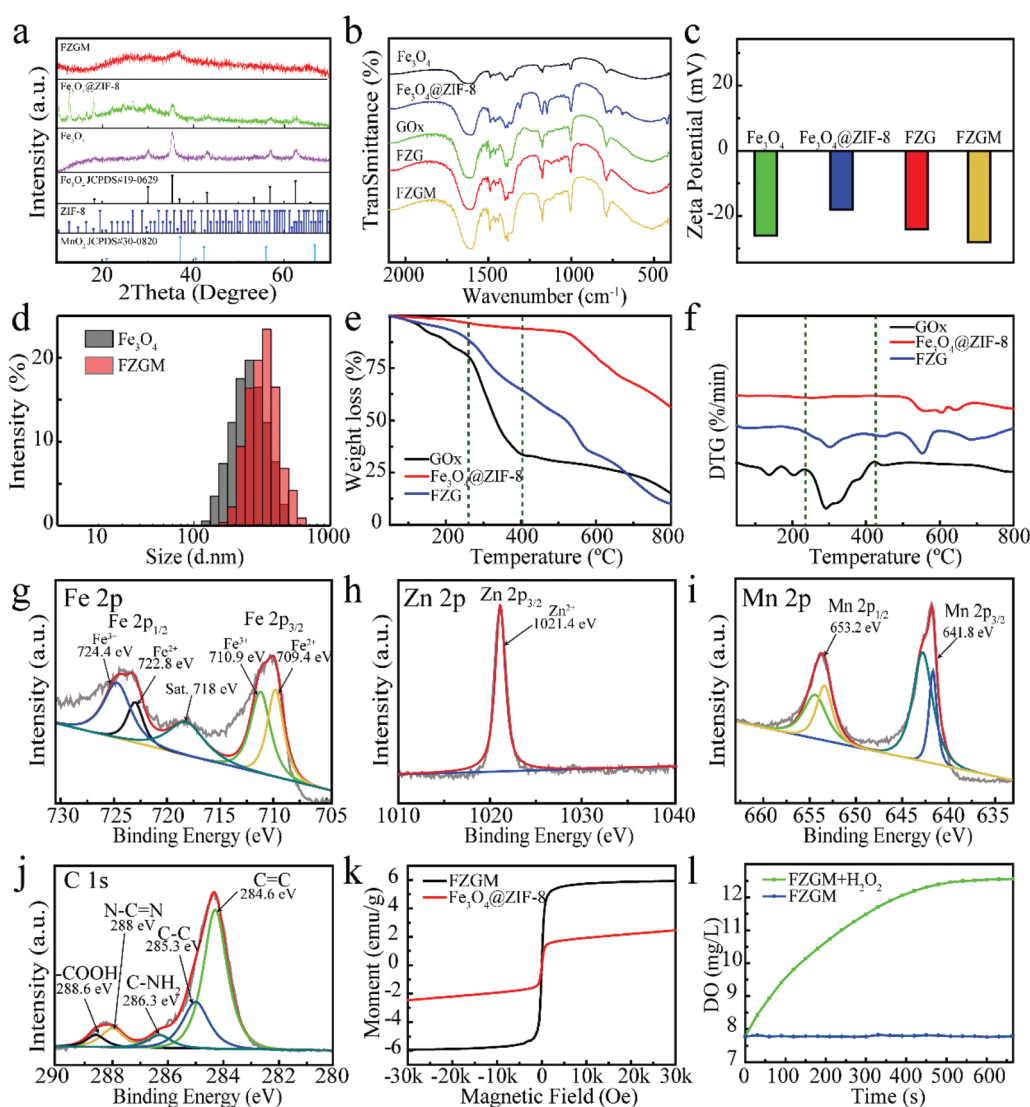 a
FZGM
Fe3O4@ZIF-8
Fe3O4
Fe3O4 JCPDS#19-0629
ZIF-8
MnO2 JCPDS#30-0820
Intensity (a.u.)
20 40 60
2Theta (Degree)
b
Fe3O4
Fe3O4@ZIF-8
GOx
FZG
FZGM
TranSmittance (%)
2000 1500 1000 500
Wavenumber (cm-1)
c
Fe3O4 Fe3O4@ZIF-8 FZG FZGM
0
-20
Zeta Potential (mV)
d
Fe3O4
FZGM
20
10
0
Intensity (%)
10 100 1000
Size (d.nm)
e
100
75
50
25
0
Weight loss (%)
GOx
Fe3O4@ZIF-8
FZG
200 400 600 800
Temperature (ºC)
f
GOx
Fe3O4@ZIF-8
FZG
DTG (%/min)
200 400 600 800
Temperature (ºC)
g
Fe 2p
Fe 2p1/2
Fe3+
724.4 eV
Fe2+
722.8 eV
Sat. 718 eV
Fe 2p3/2
Fe3+
710.9 eV
Fe2+
709.4 eV
Intensity (a.u.)
730 725 720 715 710 705
Binding Energy (eV)
h
Zn 2p
Zn 2p3/2
Zn2+
1021.4 eV
Intensity (a.u.)
1010 1020 1030 1040
Binding Energy (eV)
i
Mn 2p
Mn 2p1/2
653.2 eV
Mn 2p3/2
641.8 eV
Intensity (a.u.)
660 655 650 645 640 635
Binding Energy (eV)
j
C 1s
C=C
284.6 eV
N-C=N
288 eV
C-C
285.3 eV
-COOH
288.6 eV
C-NH2
286.3 eV
Intensity (a.u.)
290 288 286 284 282 280
Binding Energy (eV)
k
FZGM
Fe3O4@ZIF-8
6
4
2
0
-2
-4
-6
Moment (emu/g)
-30k -20k -10k 0 10k 20k 30k
Magnetic Field (Oe)
l
FZGM+H2O2
FZGM
12
11
10
9
8
7
DO (mg/L)
0 100 200 300 400 500 600
Time (s)